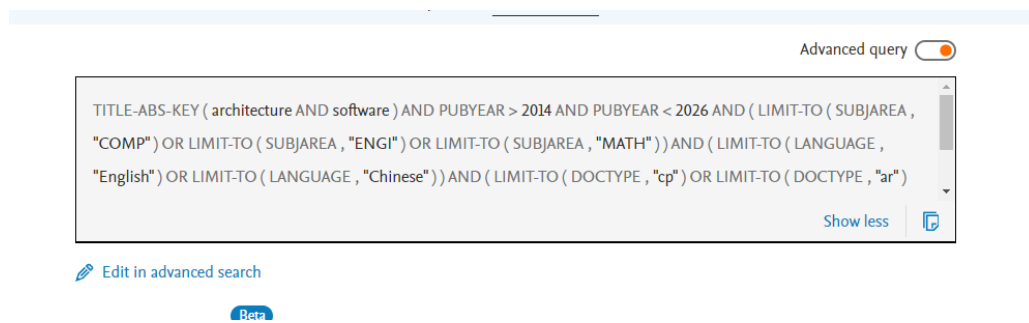 Advanced query
TITLE-ABS-KEY ( architecture AND software ) AND PUBYEAR > 2014 AND PUBYEAR < 2026 AND ( LIMIT-TO ( SUBJAREA ,
"COMP" ) OR LIMIT-TO ( SUBJAREA , "ENGI" ) OR LIMIT-TO ( SUBJAREA , "MATH" ) ) AND ( LIMIT-TO ( LANGUAGE ,
"English" ) OR LIMIT-TO ( LANGUAGE , "Chinese" ) ) AND ( LIMIT-TO ( DOCTYPE , "cp" ) OR LIMIT-TO ( DOCTYPE , "ar" )
Show less
Edit in advanced search
Beta